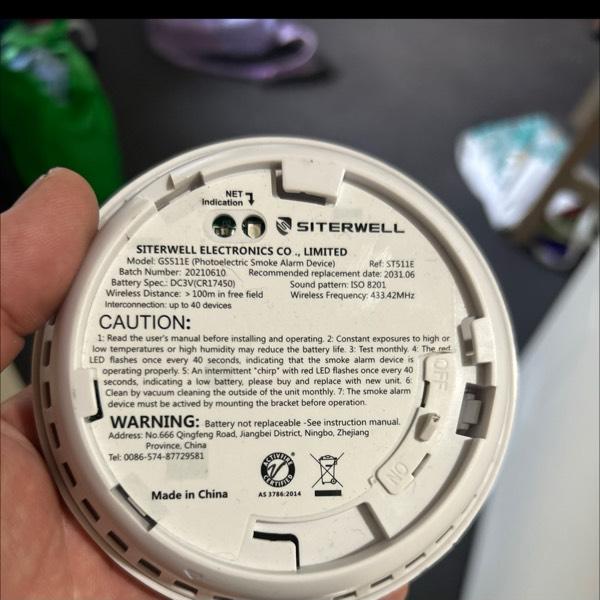 NET
Indication
SITERWELL
SITERWELL ELECTRONICS CO ., LIMITED
Model: GS511E (Photoelectric Smoke Alarm Device) Ref: ST511E
Batch Number: 20210610 Recommended replacement date: 2031.06
Battery Spec.: DC3V(CR17450) Sound pattern: ISO 8201
Wireless Distance: > 100m in free field Wireless Frequency: 433.42MHz
Interconnection: up to 40 devices
CAUTION:
1: Read the user's manual before installing and operating. 2: Constant exposures to high or
low temperatures or high humidity may reduce the battery life. 3: Test monthly. 4: The red
LED flashes once every 40 seconds, indicating that the smoke alarm device is
operating properly. 5: An intermittent "chirp" with red LED flashes once every 40
seconds, indicating a low battery, please buy and replace with new unit. 6:
Clean by vacuum cleaning the outside of the unit monthly. 7: The smoke alarm
device must be actived by mounting the bracket before operation.
WARNING: Battery not replaceable -See instruction manual.
Address: No.666 Qingfeng Road, Jiangbei District, Ningbo, Zhejiang
Province, China
Tel: 0086-574-87729581
Made in China
ACTIVFIRE
CERTIFIED
AS 3786:2014
OFF
ON